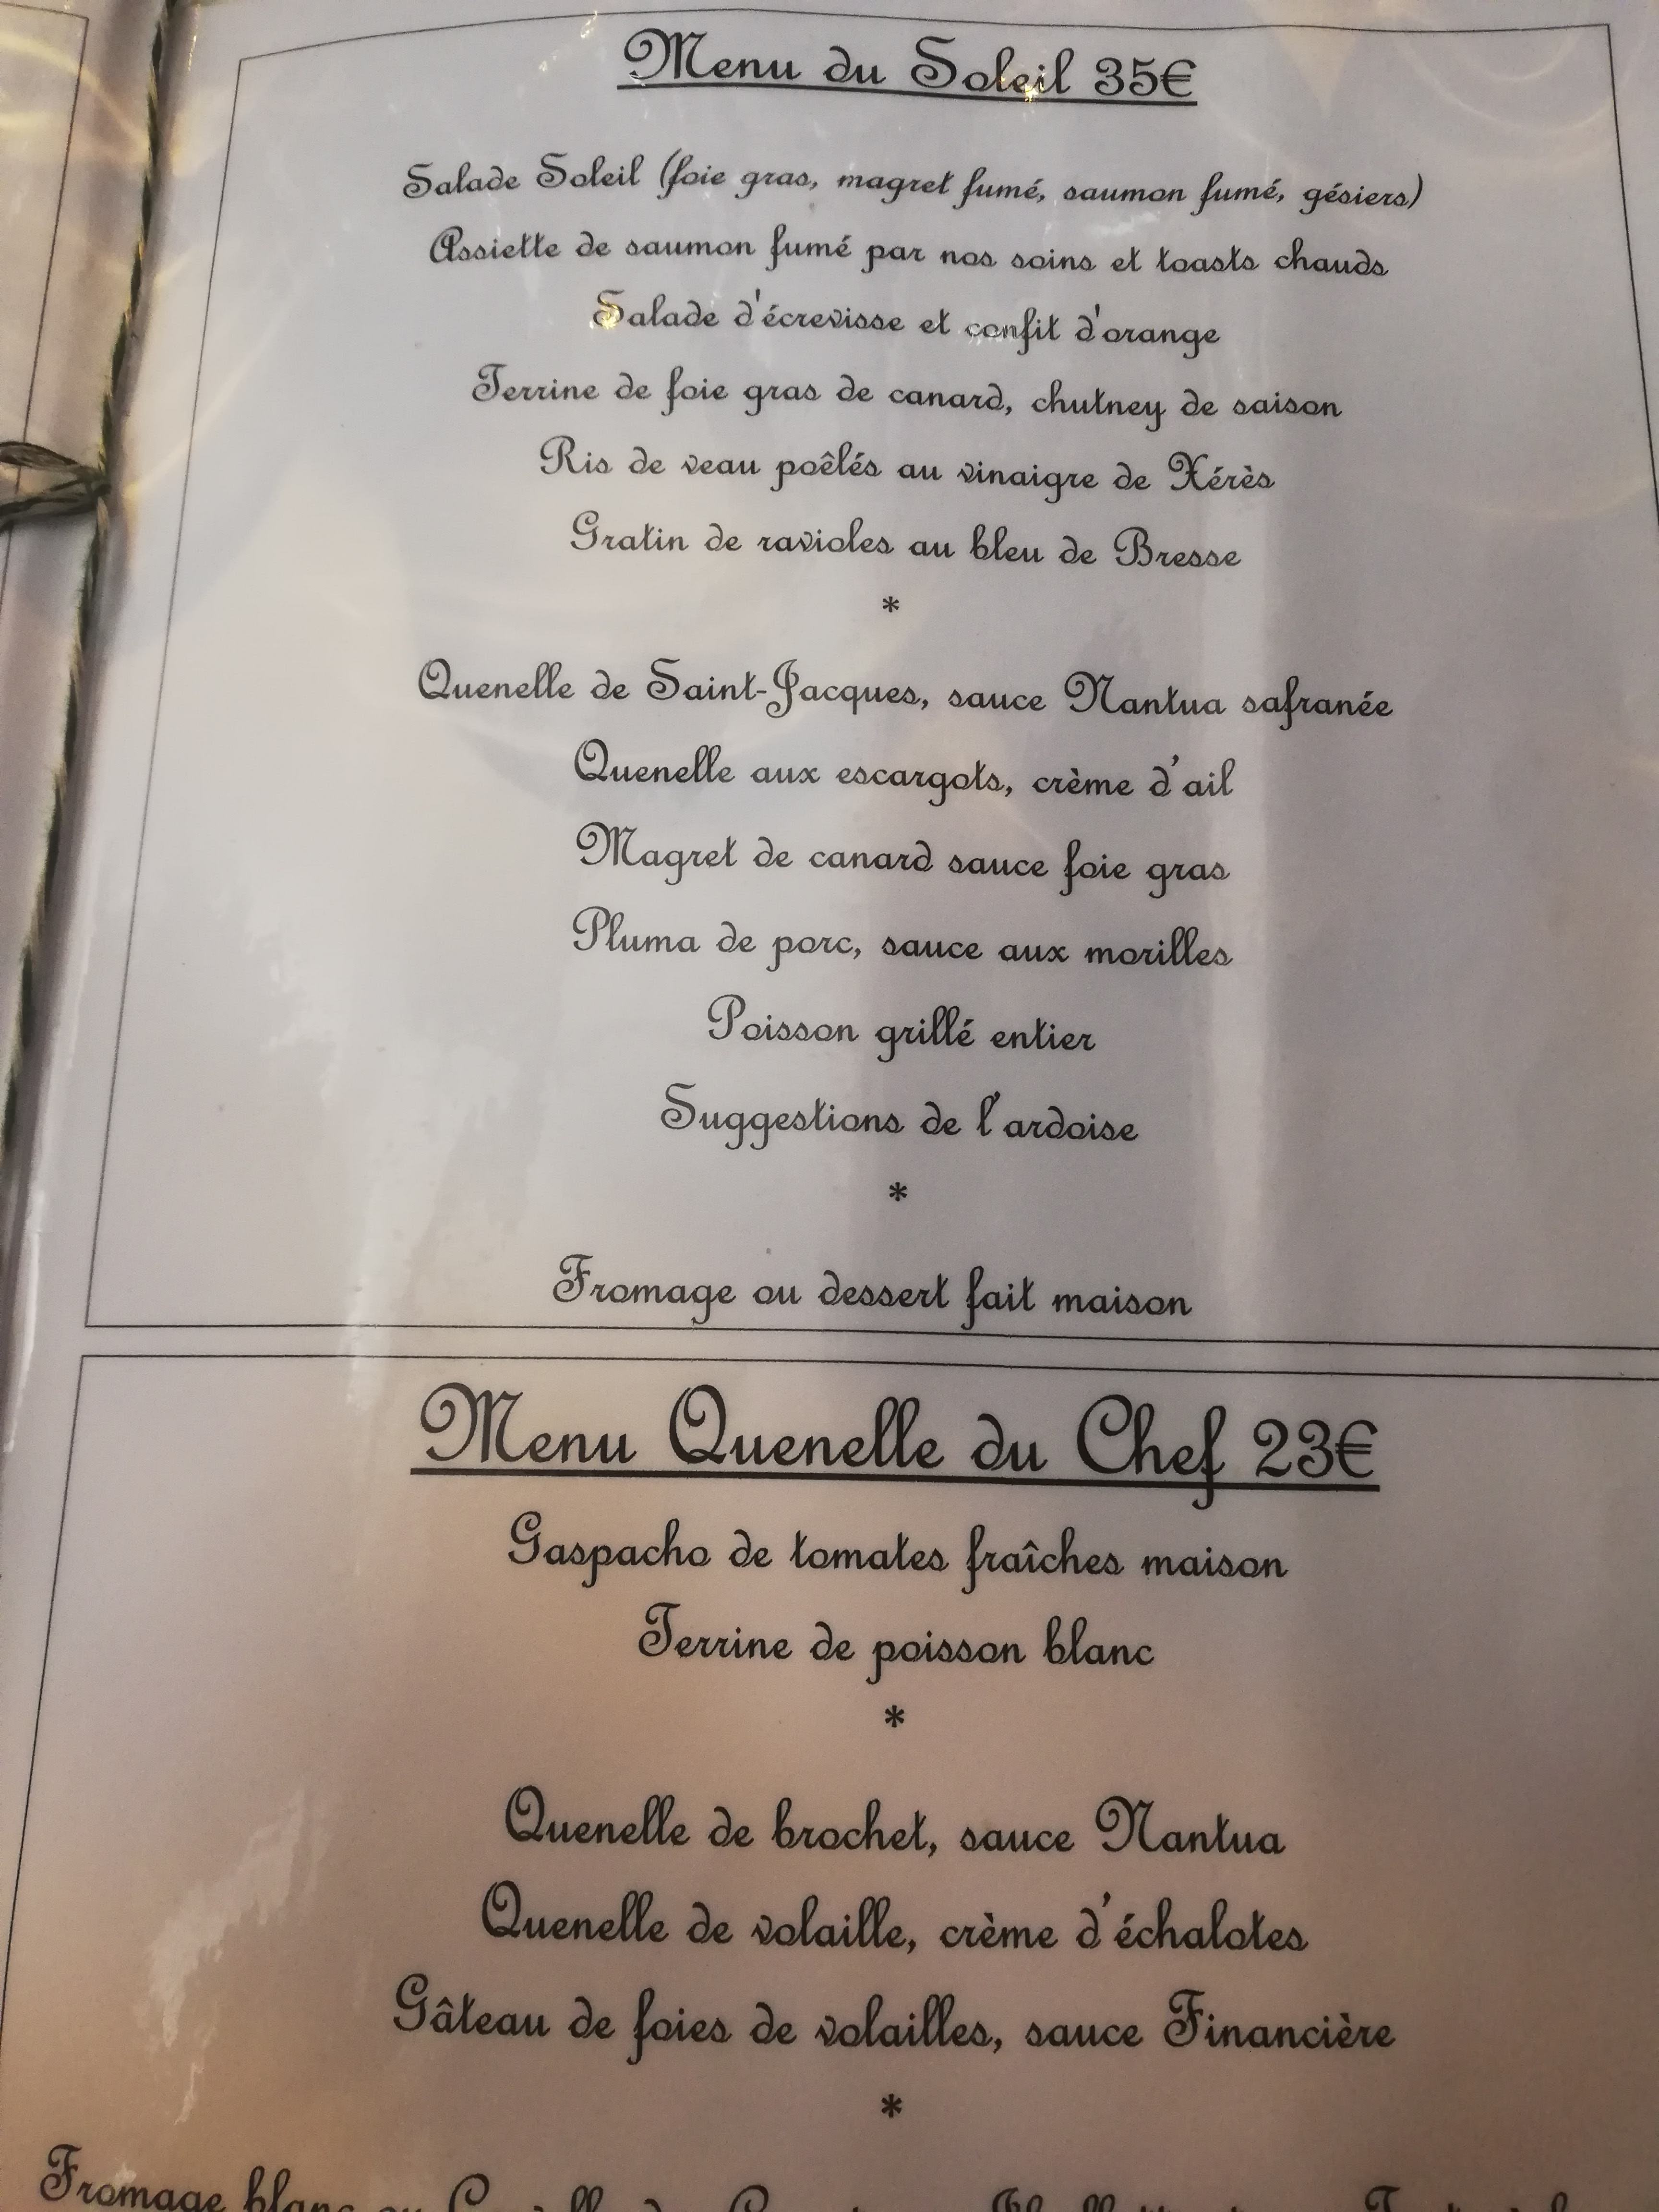 Menu du Soleil 35€
Salade Soleil (foie gras, magret fumé, saumon fumé, gésiers)
Assiette de saumon fumé par nos soins et toasts chauds
Salade d'écrevisse et confit d'orange
Terrine de foie gras de canard, chutney de saison
Ris de veau poêlés au vinaigre de Xérès
Gratin de ravioles au bleu de Bresse
*
Quenelle de Saint-Jacques, sauce Nantua safranée
Quenelle aux escargots, crème d'ail
Magret de canard sauce foie gras
Pluma de porc, sauce aux morilles
Poisson grillé entier
Suggestions de l'ardoise
*
Fromage ou dessert fait maison
Menu Quenelle du Chef 23€
Gaspacho de tomates fraîches maison
Terrine de poisson blanc
*
Quenelle de brochet, sauce Nantua
Quenelle de volaille, crème d'échalotes
Gâteau de foies de volailles, sauce Financière
*
Fromage blanc ou